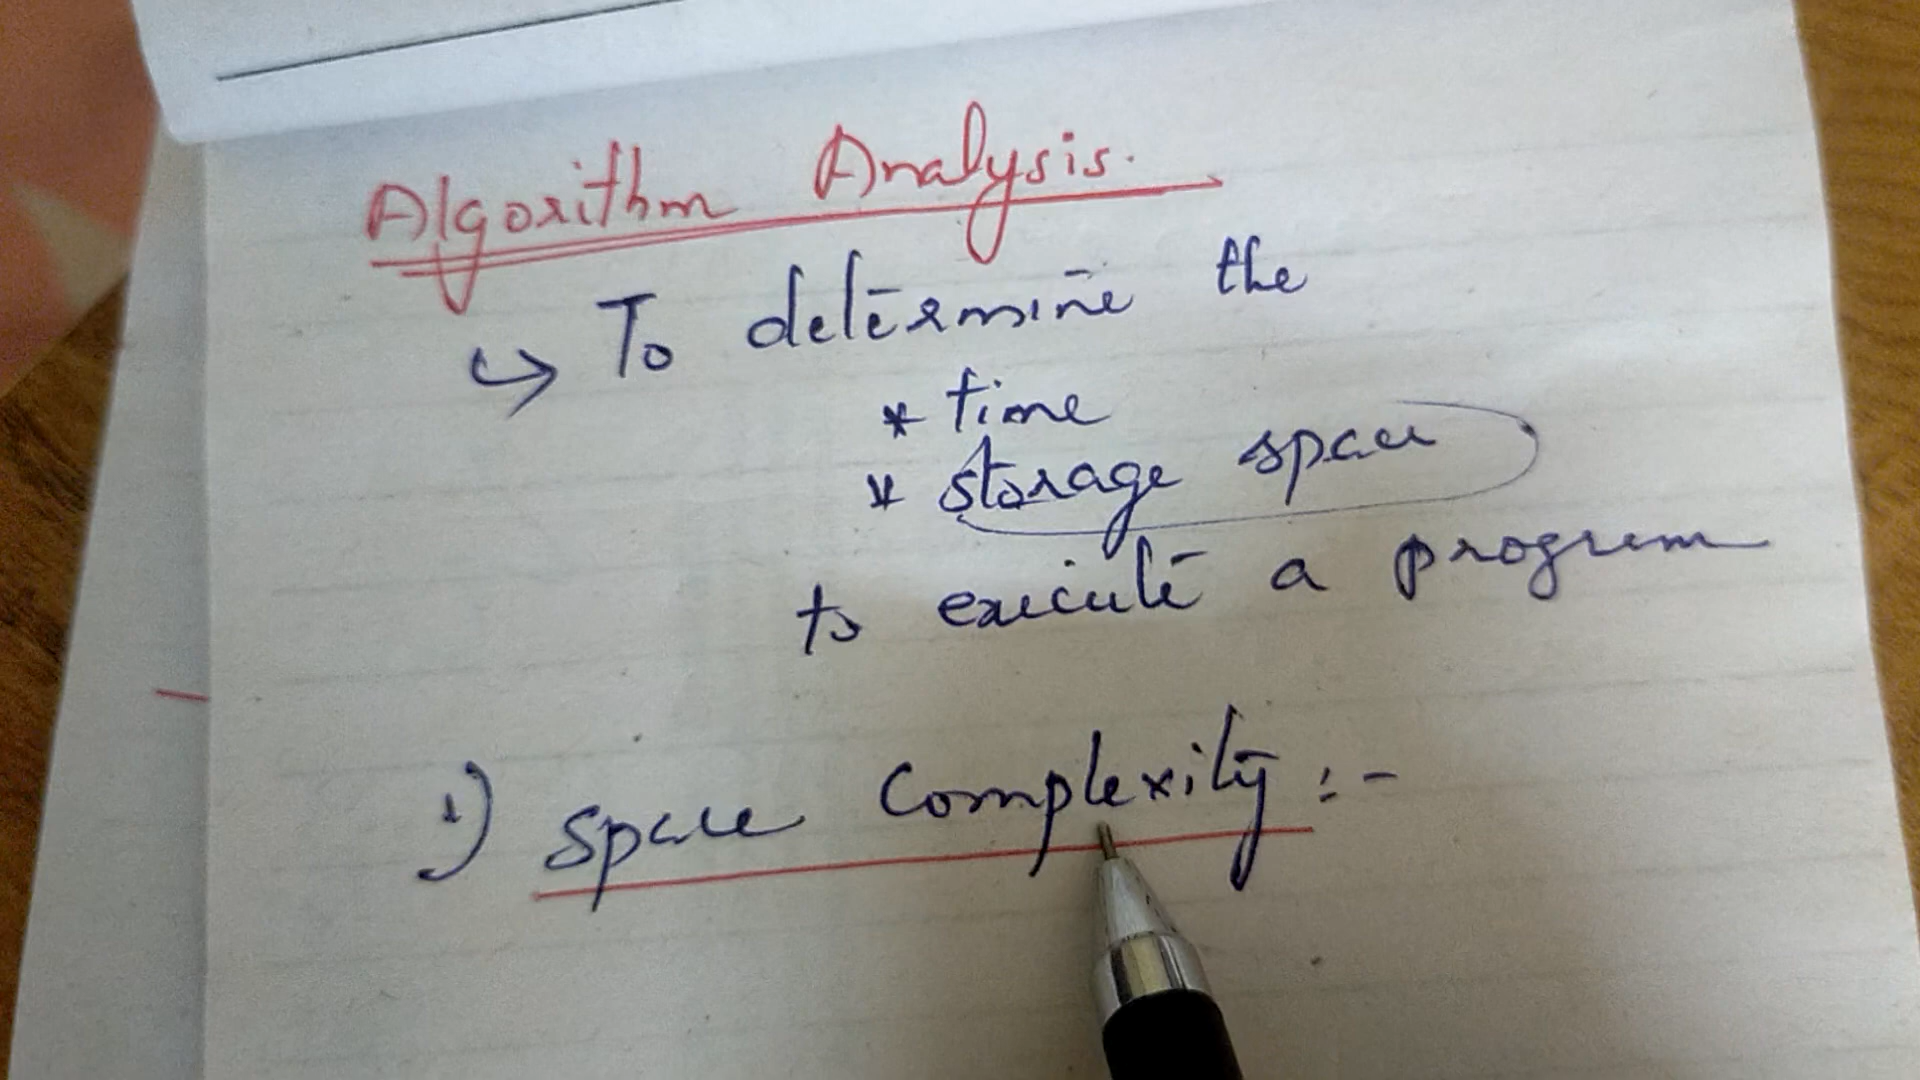 Algorithm Analysis.
↪ To determine the
* time
* storage space
to execute a program
1) space complexity :-